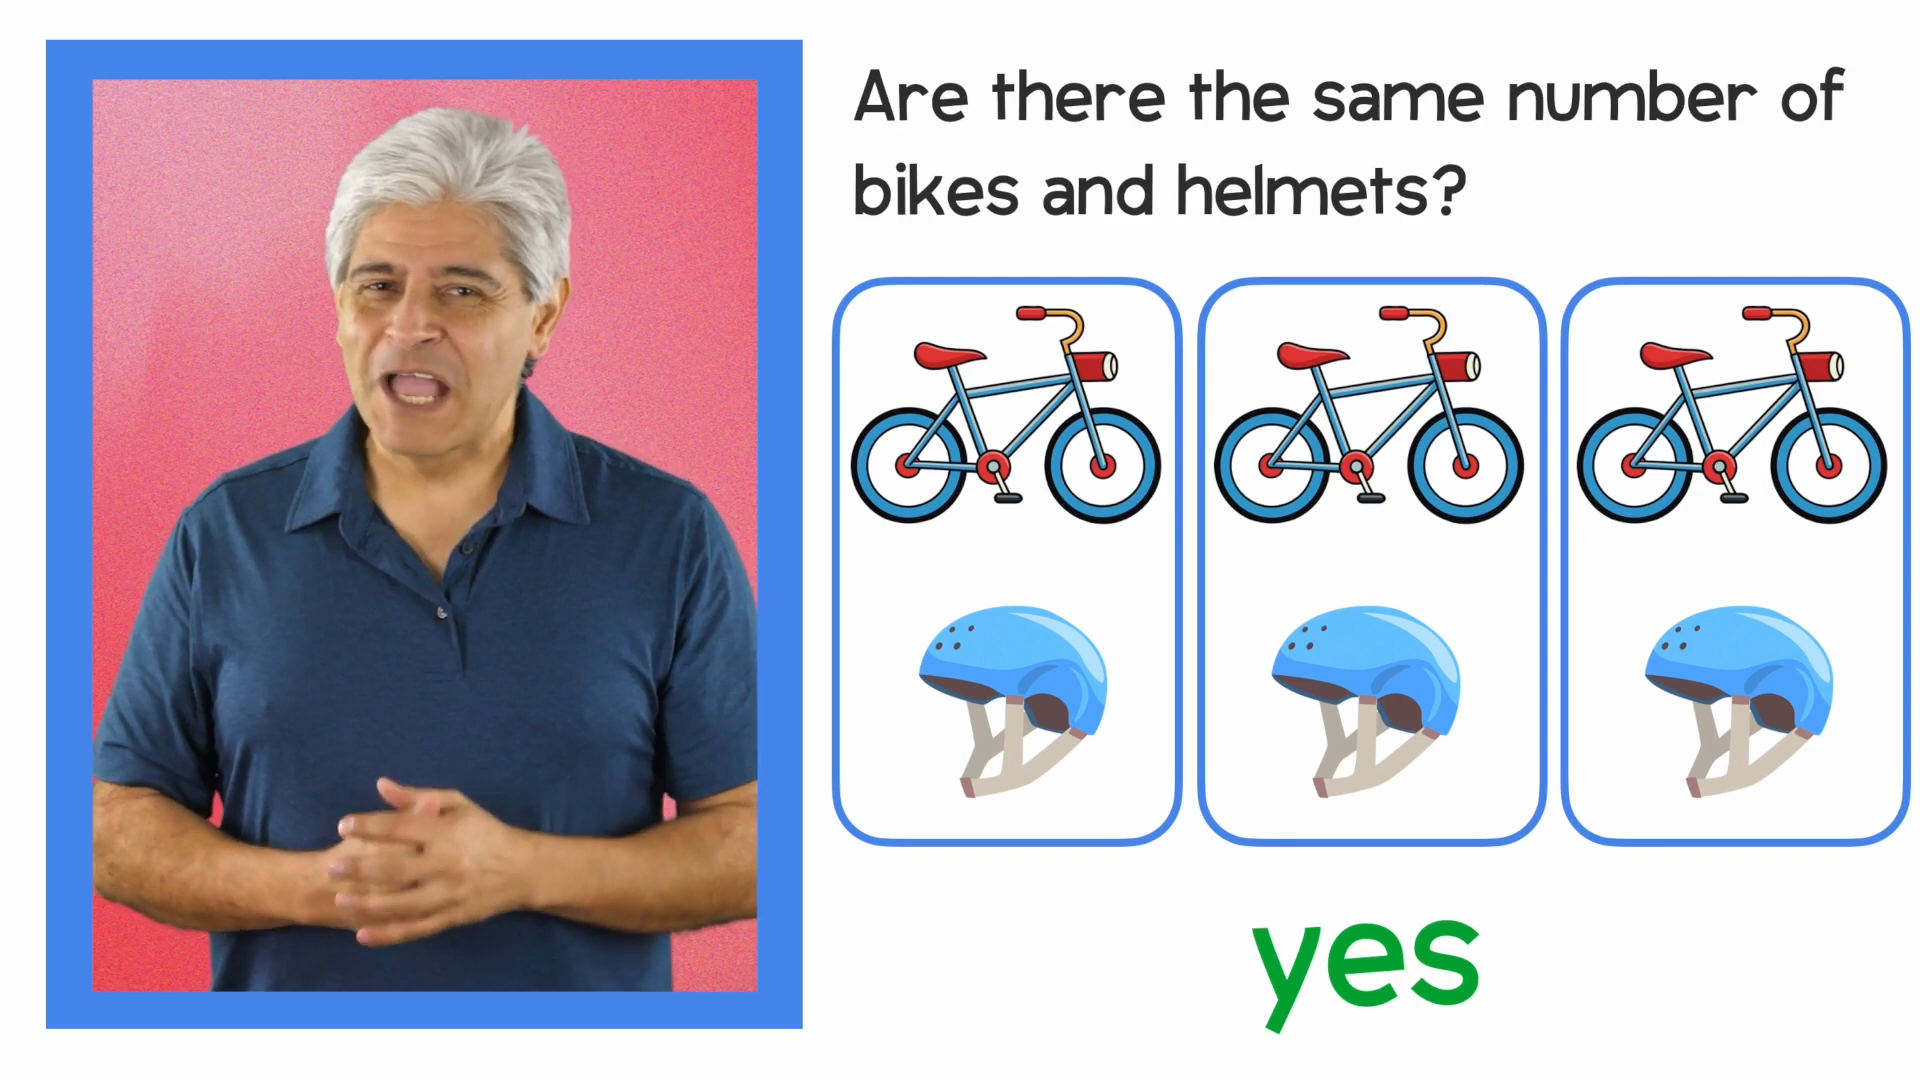 Are there the same number of
bikes and helmets?
yes